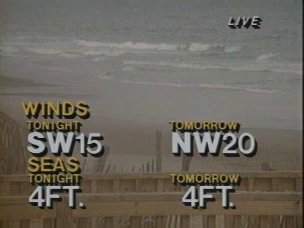 LIVE
WINDS
TONIGHT TOMORROW
SW15 NW20
SEAS
TONIGHT TOMORROW
4FT. 4FT.